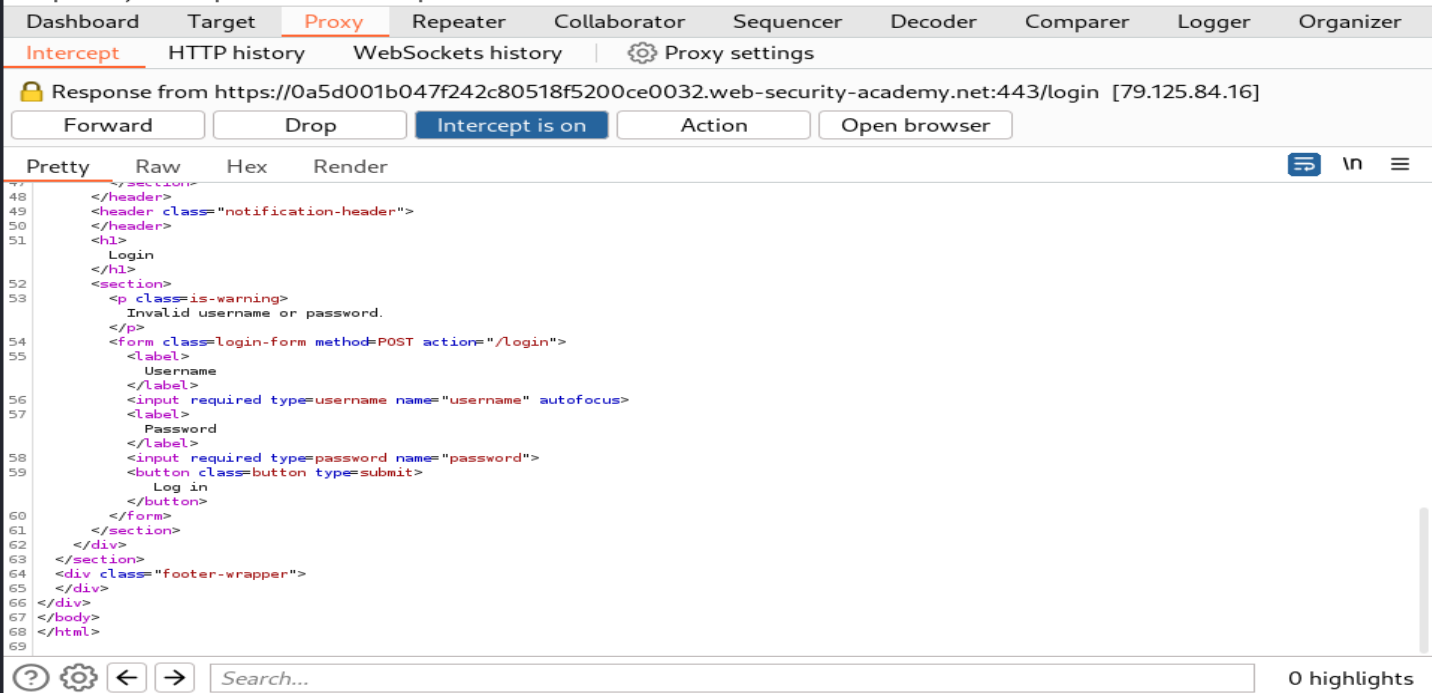 Dashboard Target Proxy Repeater Collaborator Sequencer Decoder Comparer Logger Organizer
Intercept HTTP history WebSockets history Proxy settings
Response from https://0a5d001b047f242c80518f5200ce0032.web-security-academy.net:443/login [79.125.84.16]
Forward Drop Intercept is on Action Open browser
Pretty Raw Hex Render \n
47 </section>
48 </header>
49 <header class="notification-header">
50 </header>
51 <h1>
Login
</h1>
52 <section>
53 <p class=is-warning>
Invalid username or password.
</p>
54 <form class=login-form method=POST action="/login">
55 <label>
Username
</label>
56 <input required type=username name="username" autofocus>
57 <label>
Password
</label>
58 <input required type=password name="password">
59 <button class=button type=submit>
Log in
</button>
60 </form>
61 </section>
62 </div>
63 </section>
64 <div class="footer-wrapper">
65 </div>
66 </div>
67 </body>
68 </html>
69
? Search... 0 highlights